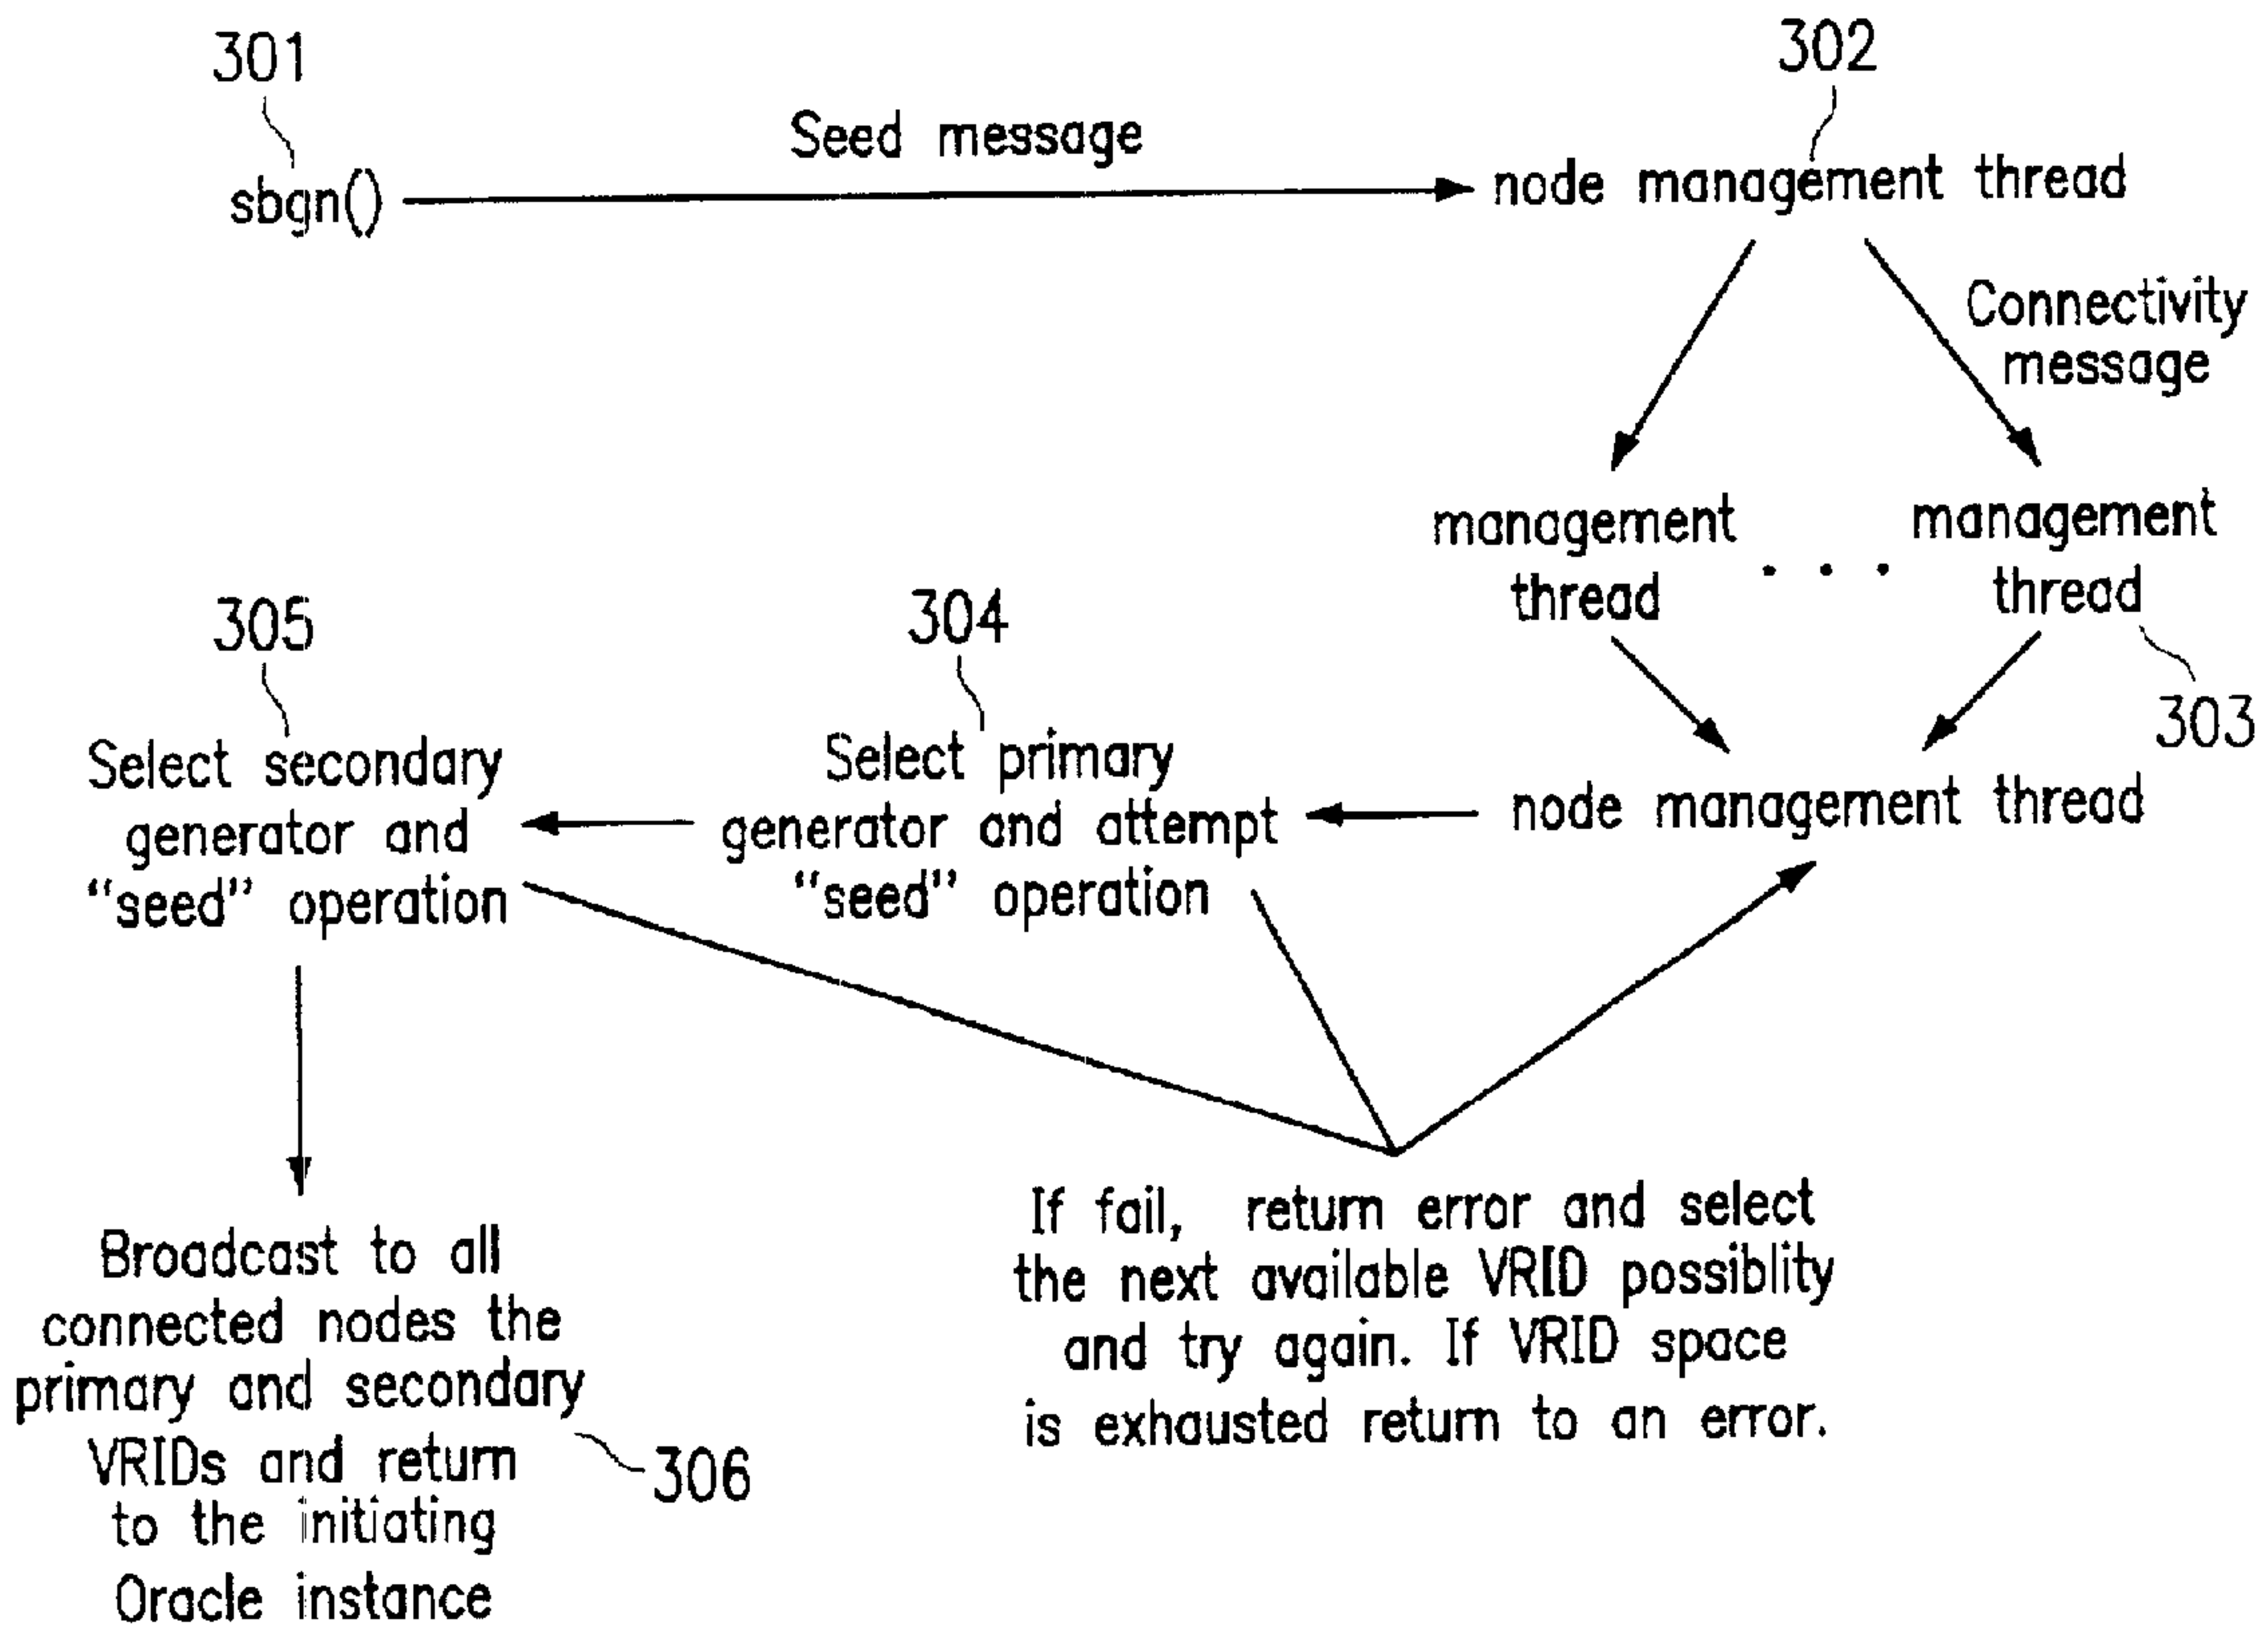 301
302
Seed message
sbgn()
node management thread
Connectivity
message
management
thread
. . .
management
thread
303
305
304
Select secondary
generator and
“seed” operation
Select primary
generator and attempt
“seed” operation
node management thread
Broadcast to all
connected nodes the
primary and secondary
VRIDs and return
to the initiating
Oracle instance
306
If fail, return error and select
the next available VRID possiblity
and try again. If VRID space
is exhausted return to an error.